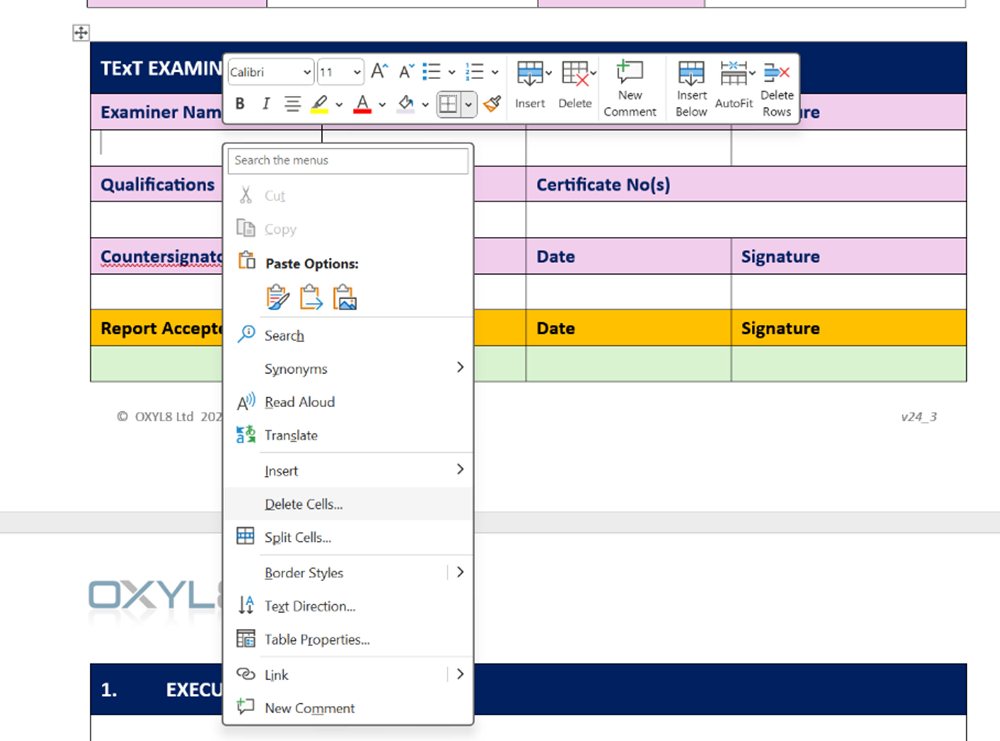 TExT EXAMIN
Calibri 11
B I A Insert Delete New Comment Insert Below AutoFit Delete Rows
Examiner Nam
re
Search the menus
Qualifications
Certificate No(s)
Cut
Copy
Countersignato
Date
Signature
Paste Options:
Report Accepte
Date
Signature
Search
Synonyms
Read Aloud
© OXYL8 Ltd 202
v24_3
Translate
Insert
Delete Cells...
Split Cells...
Border Styles
OXYL8
Text Direction...
Table Properties...
Link
1. EXECU
New Comment